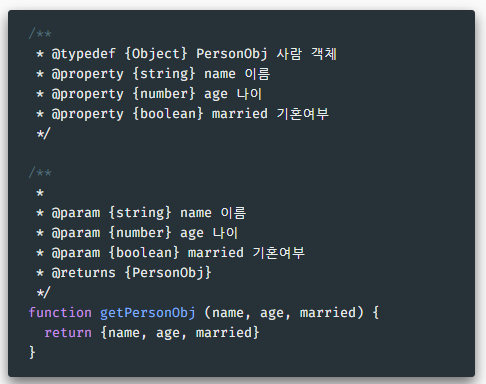 /**
 * @typedef {Object} PersonObj 사람 객체
 * @property {string} name 이름
 * @property {number} age 나이
 * @property {boolean} married 기혼여부
 */
/**
 *
 * @param {string} name 이름
 * @param {number} age 나이
 * @param {boolean} married 기혼여부
 * @returns {PersonObj}
 */
function getPersonObj (name, age, married) {
  return {name, age, married}
}